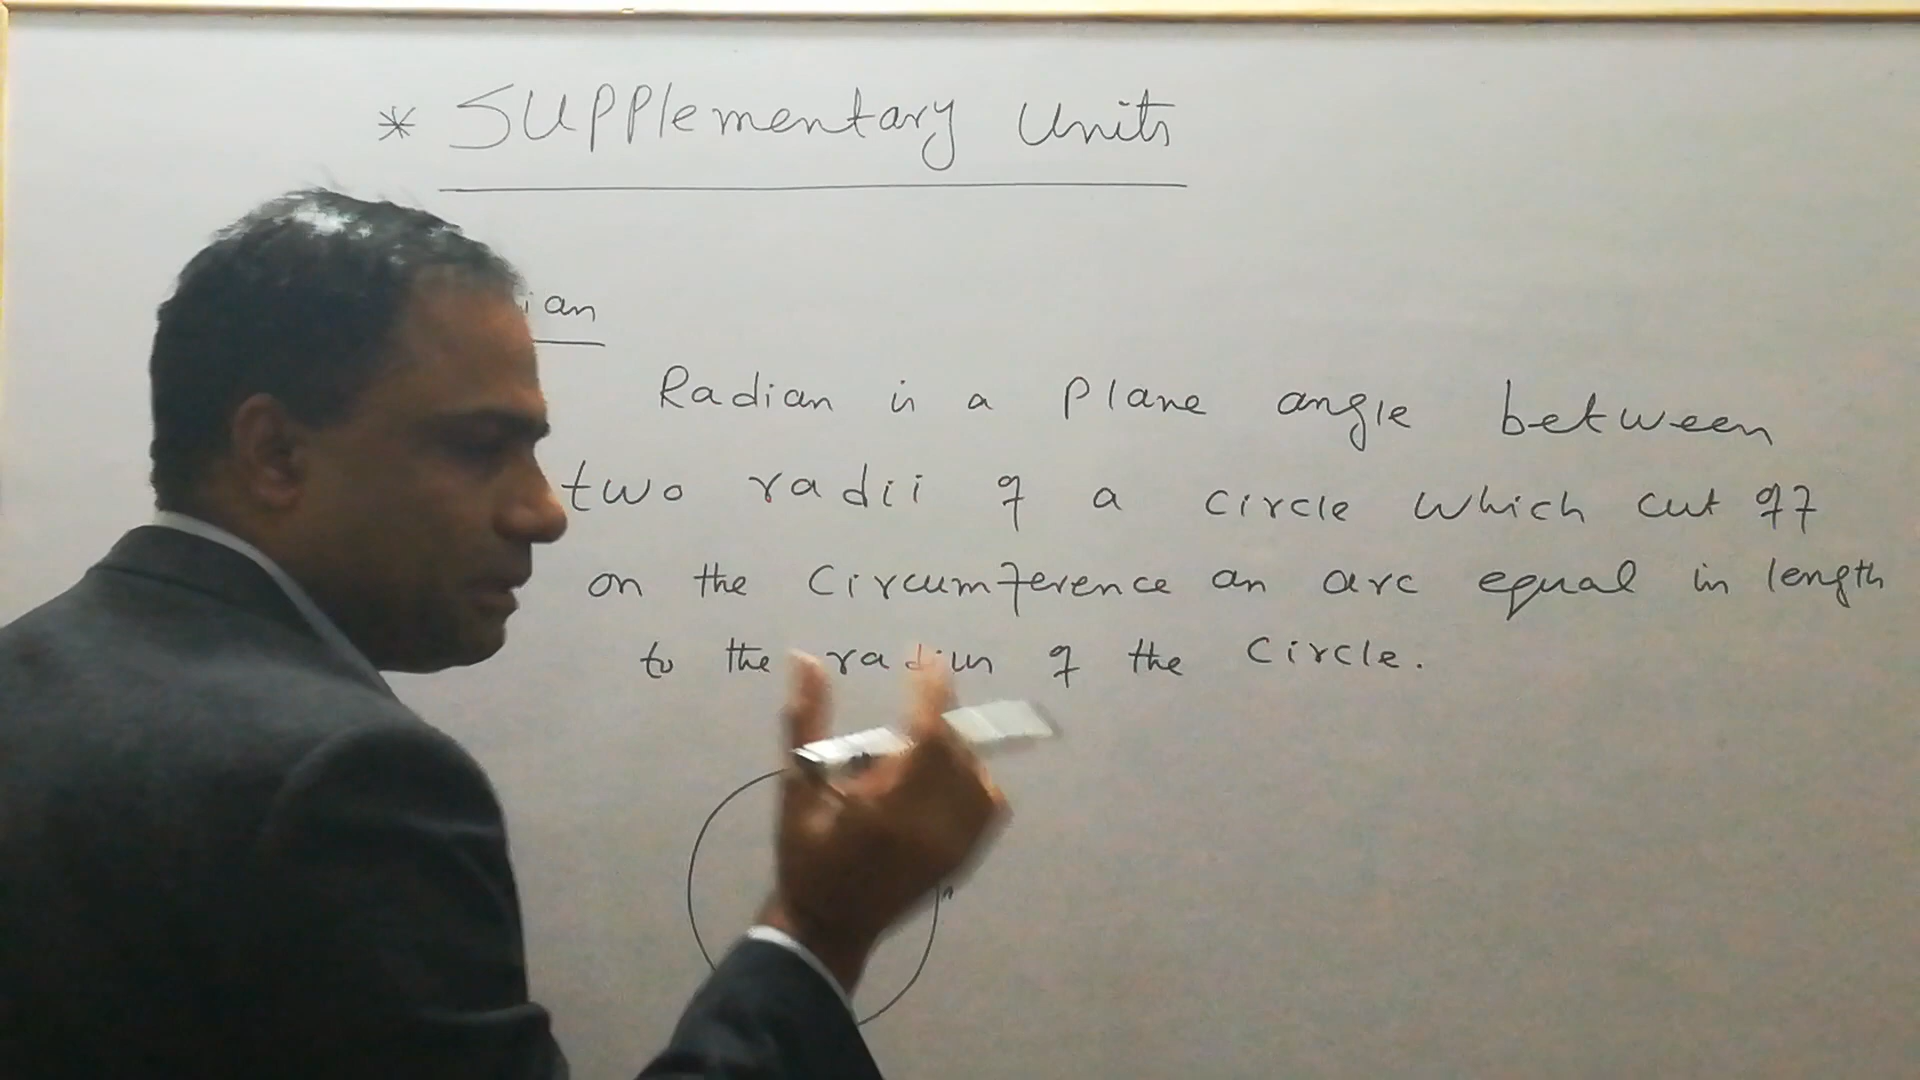 * Supplementary Units
Radian is a Plane angle between
two radii of a circle which cut off
on the Circumference an arc equal in length
to the radius of the Circle.